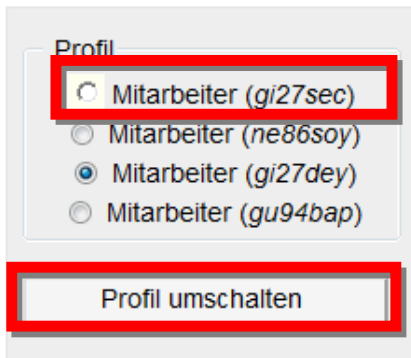 Profil
Mitarbeiter (gi27sec)
Mitarbeiter (ne86soy)
Mitarbeiter (gi27dey)
Mitarbeiter (gu94bap)
Profil umschalten